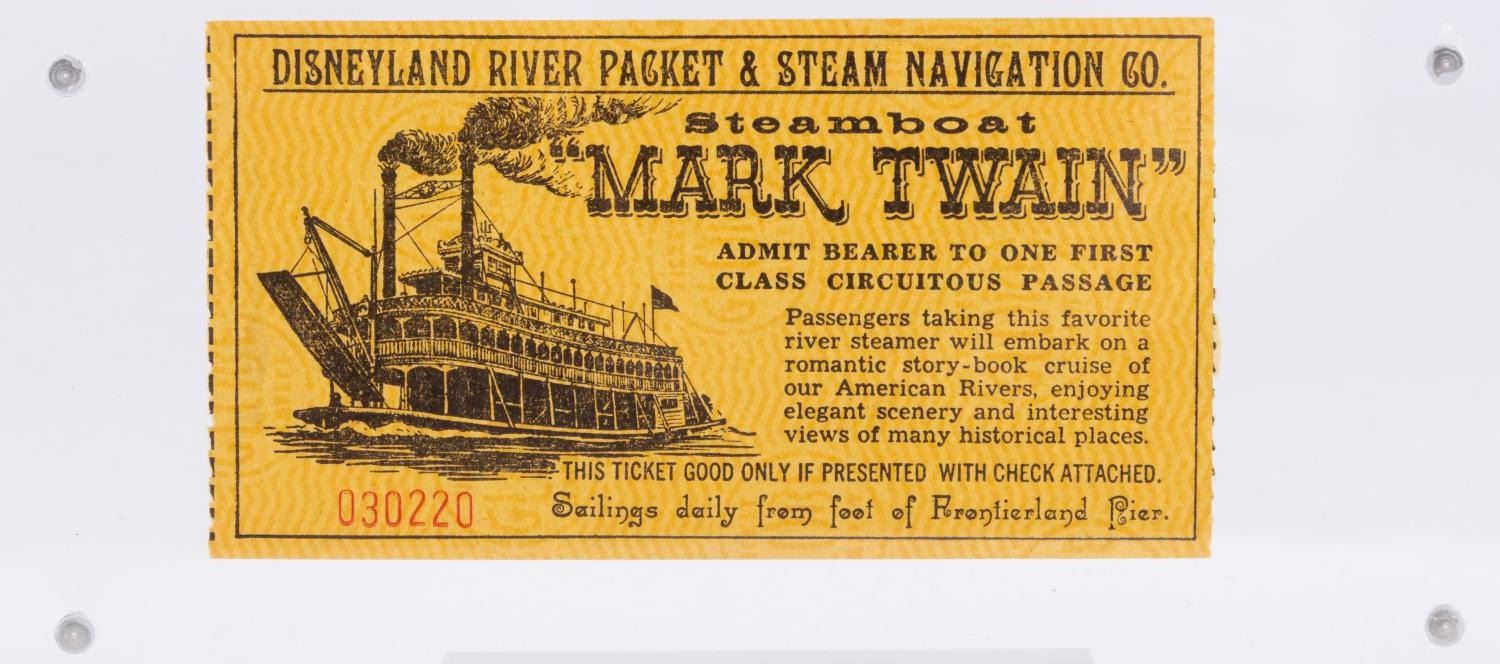 DISNEYLAND RIVER PACKET & STEAM NAVIGATION CO.
Steamboat
"MARK TWAIN"
ADMIT BEARER TO ONE FIRST
CLASS CIRCUITOUS PASSAGE
Passengers taking this favorite
river steamer will embark on a
romantic story-book cruise of
our American Rivers, enjoying
elegant scenery and interesting
views of many historical places.
THIS TICKET GOOD ONLY IF PRESENTED WITH CHECK ATTACHED.
030220
Sailings daily from foot of Frontierland Pier.